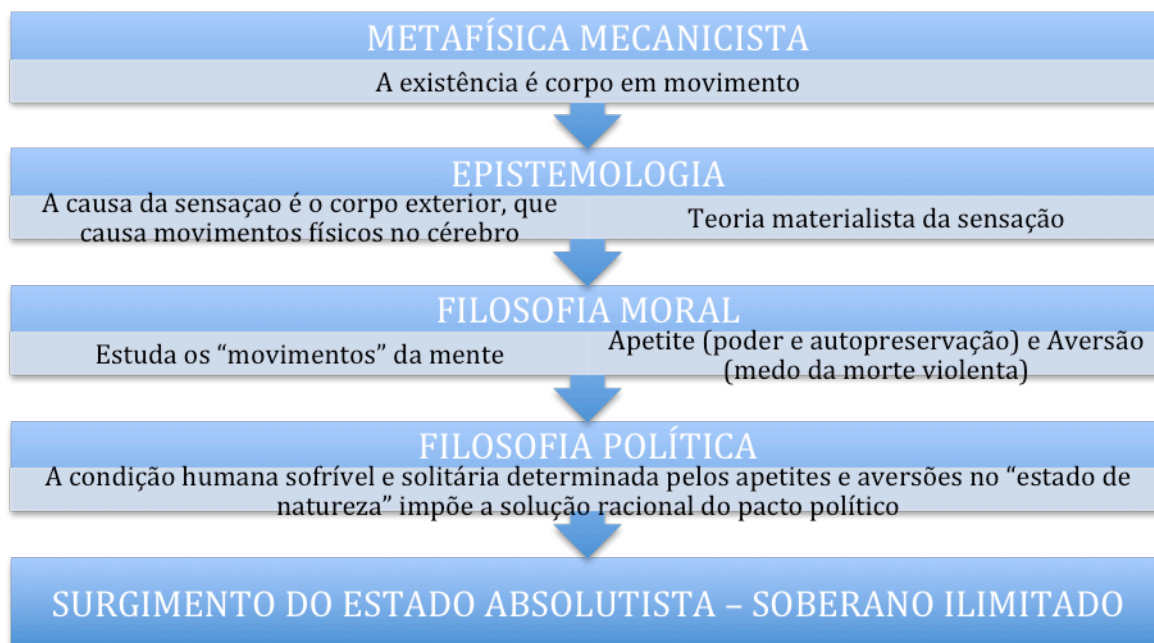 METAFÍSICA MECANICISTA
A existência é corpo em movimento
EPISTEMOLOGIA
A causa da sensaçao é o corpo exterior, que
causa movimentos físicos no cérebro
Teoria materialista da sensação
FILOSOFIA MORAL
Estuda os “movimentos” da mente
Apetite (poder e autopreservação) e Aversão
(medo da morte violenta)
FILOSOFIA POLÍTICA
A condição humana sofrível e solitária determinada pelos apetites e aversões no “estado de
natureza” impõe a solução racional do pacto político
SURGIMENTO DO ESTADO ABSOLUTISTA – SOBERANO ILIMITADO